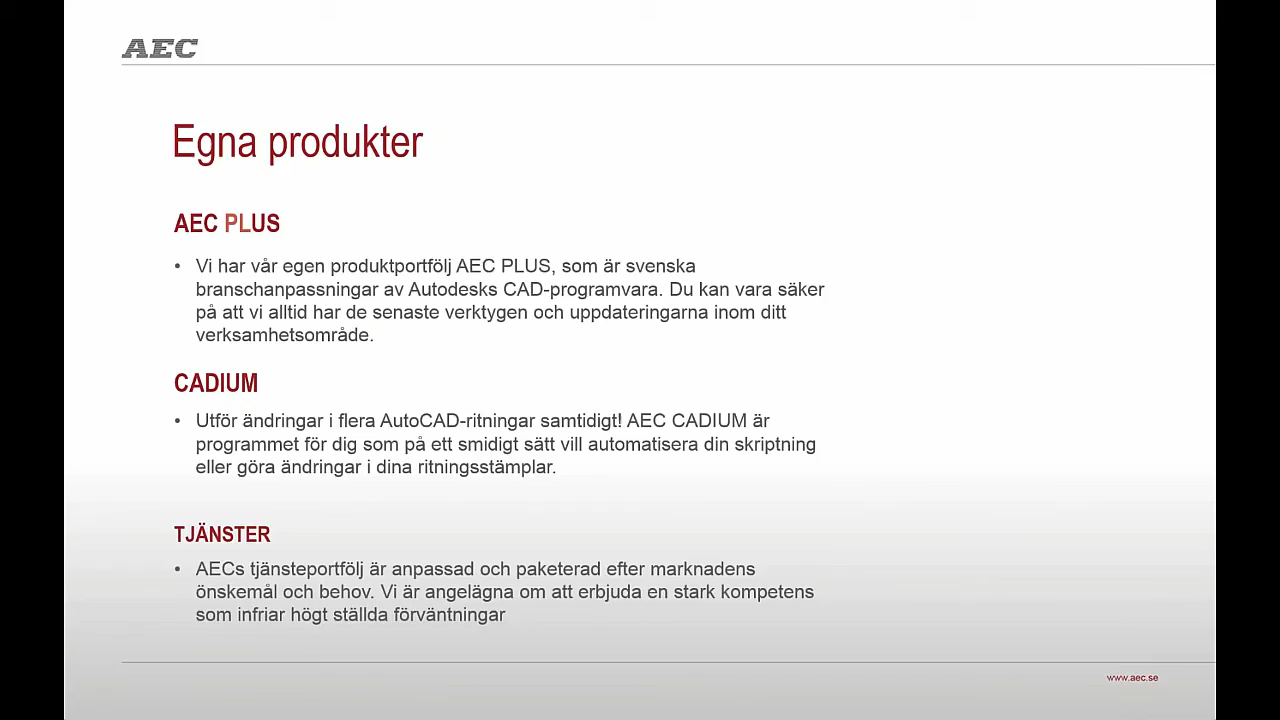 AEC
Egna produkter
AEC PLUS
• Vi har vår egen produktportfölj AEC PLUS, som är svenska
branschanpassningar av Autodesks CAD-programvara. Du kan vara säker
på att vi alltid har de senaste verktygen och uppdateringarna inom ditt
verksamhetsområde.
CADIUM
• Utför ändringar i flera AutoCAD-ritningar samtidigt! AEC CADIUM är
programmet för dig som på ett smidigt sätt vill automatisera din skriptning
eller göra ändringar i dina ritningsstämplar.
TJÄNSTER
• AECs tjänsteportfölj är anpassad och paketerad efter marknadens
önskemål och behov. Vi är angelägna om att erbjuda en stark kompetens
som infriar högt ställda förväntningar
www.aec.se